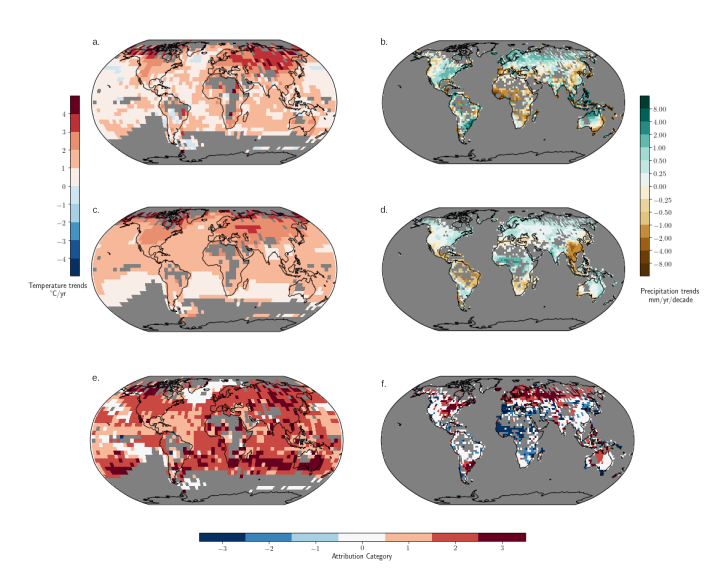 a.
b.
4
3
2
1
0
−1
−2
−3
−4
Temperature trends
°C/yr
8.00
4.00
2.00
1.00
0.50
0.25
0.00
−0.25
−0.50
−1.00
−2.00
−4.00
−8.00
Precipitation trends
mm/yr/decade
c.
d.
e.
f.
−3 −2 −1 0 1 2 3
Attribution Category